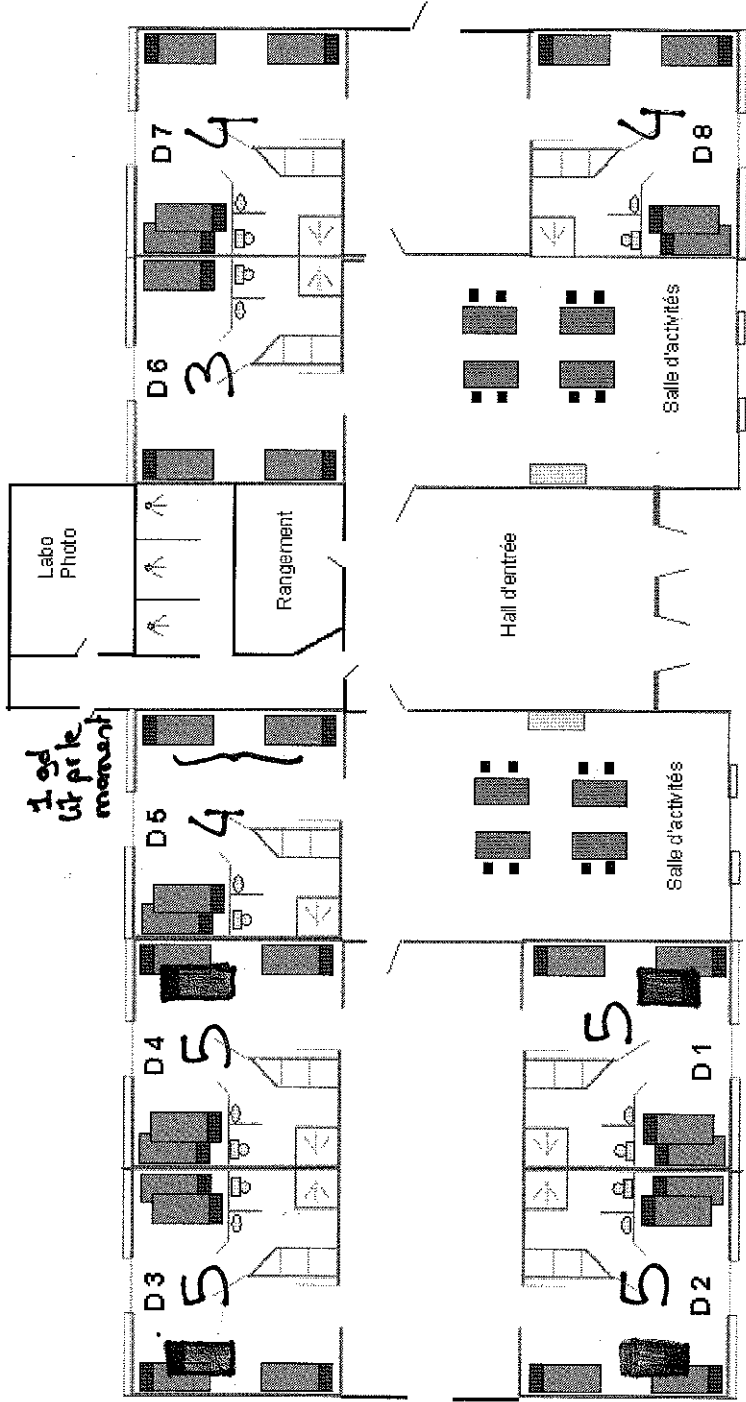 1 gd
lit pr le
moment
Labo
Photo
D 3
5
D 4
5
D 5
4
D 6
3
D 7
4
Rangement
Hall d'entrée
Salle d'activités
Salle d'activités
D 2
5
D 1
5
D 8
4